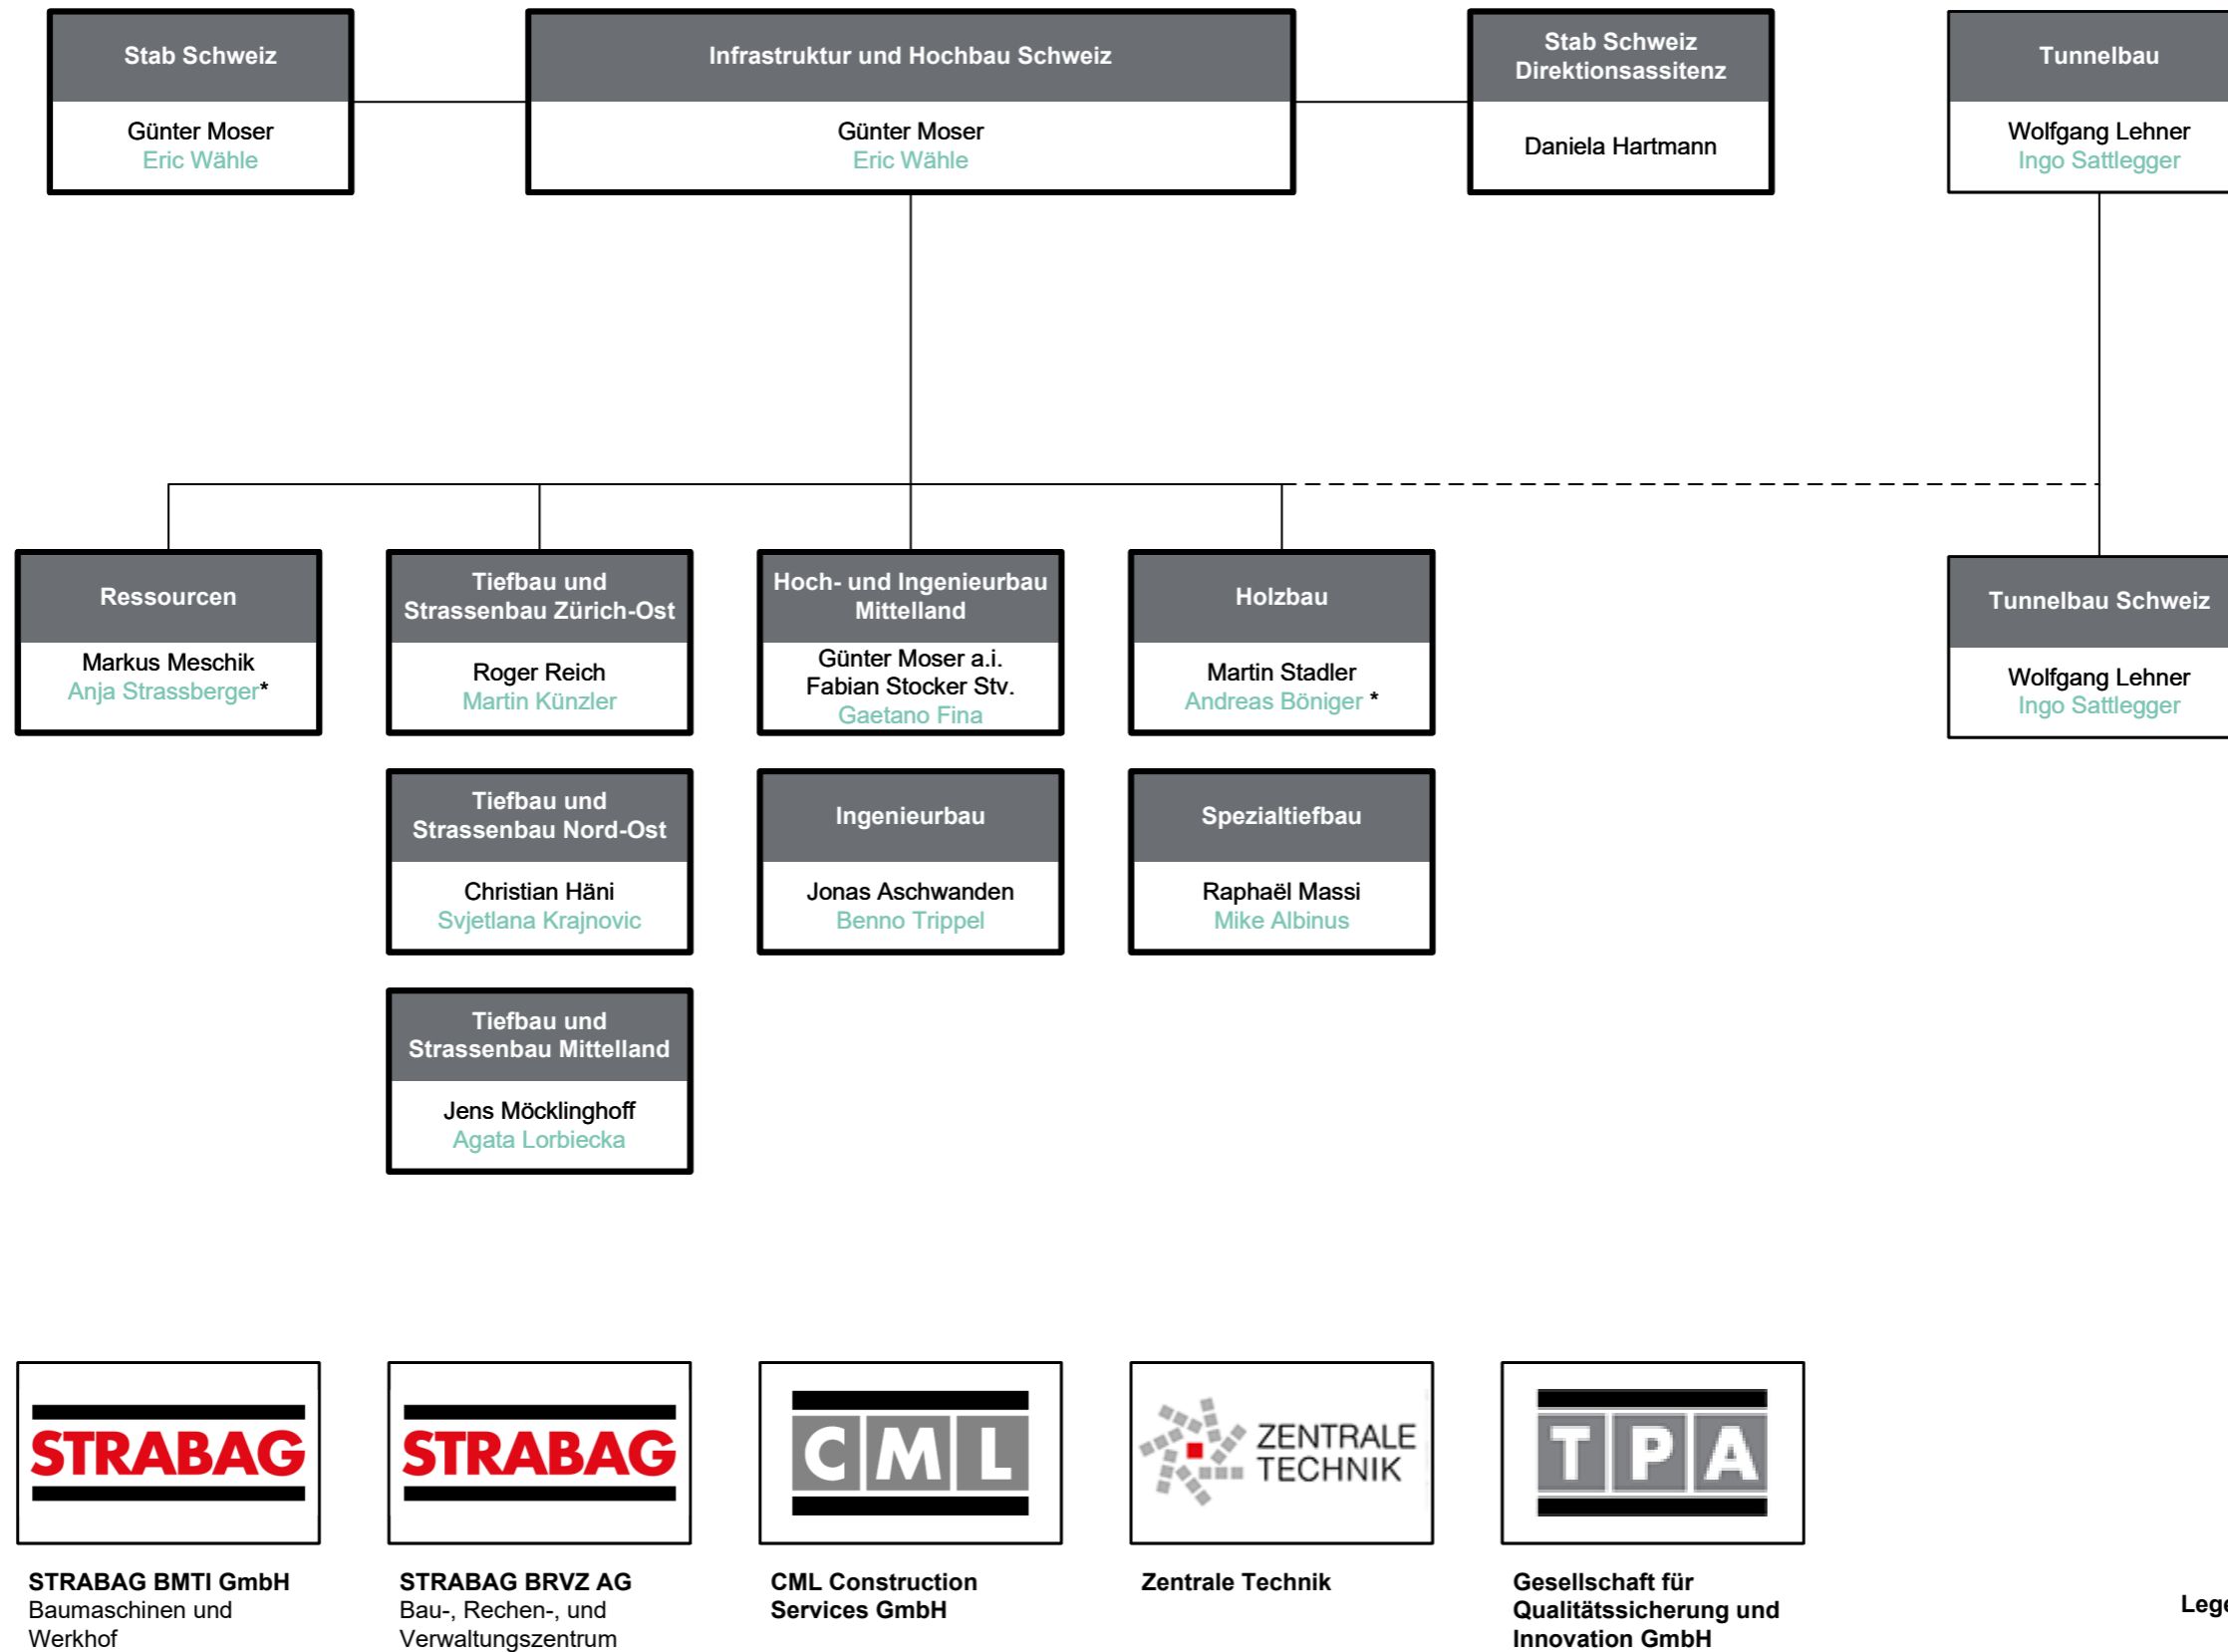 Stab Schweiz
Günter Moser
Eric Wähle
Infrastruktur und Hochbau Schweiz
Günter Moser
Eric Wähle
Stab Schweiz
Direktionsassitenz
Daniela Hartmann
Tunnelbau
Wolfgang Lehner
Ingo Sattlegger
Ressourcen
Markus Meschik
Anja Strassberger*
Tiefbau und
Strassenbau Zürich-Ost
Roger Reich
Martin Künzler
Hoch- und Ingenieurbau
Mittelland
Günter Moser a.i.
Fabian Stocker Stv.
Gaetano Fina
Holzbau
Martin Stadler
Andreas Böniger *
Tunnelbau Schweiz
Wolfgang Lehner
Ingo Sattlegger
Tiefbau und
Strassenbau Nord-Ost
Christian Häni
Svjetlana Krajnovic
Ingenieurbau
Jonas Aschwanden
Benno Trippel
Spezialtiefbau
Raphaël Massi
Mike Albinus
Tiefbau und
Strassenbau Mittelland
Jens Möcklinghoff
Agata Lorbiecka
STRABAG
STRABAG
CML
ZENTRALE
TECHNIK
TPA
STRABAG BMTI GmbH
Baumaschinen und
Werkhof
STRABAG BRVZ AG
Bau-, Rechen-, und
Verwaltungszentrum
CML Construction
Services GmbH
Zentrale Technik
Gesellschaft für
Qualitätssicherung und
Innovation GmbH